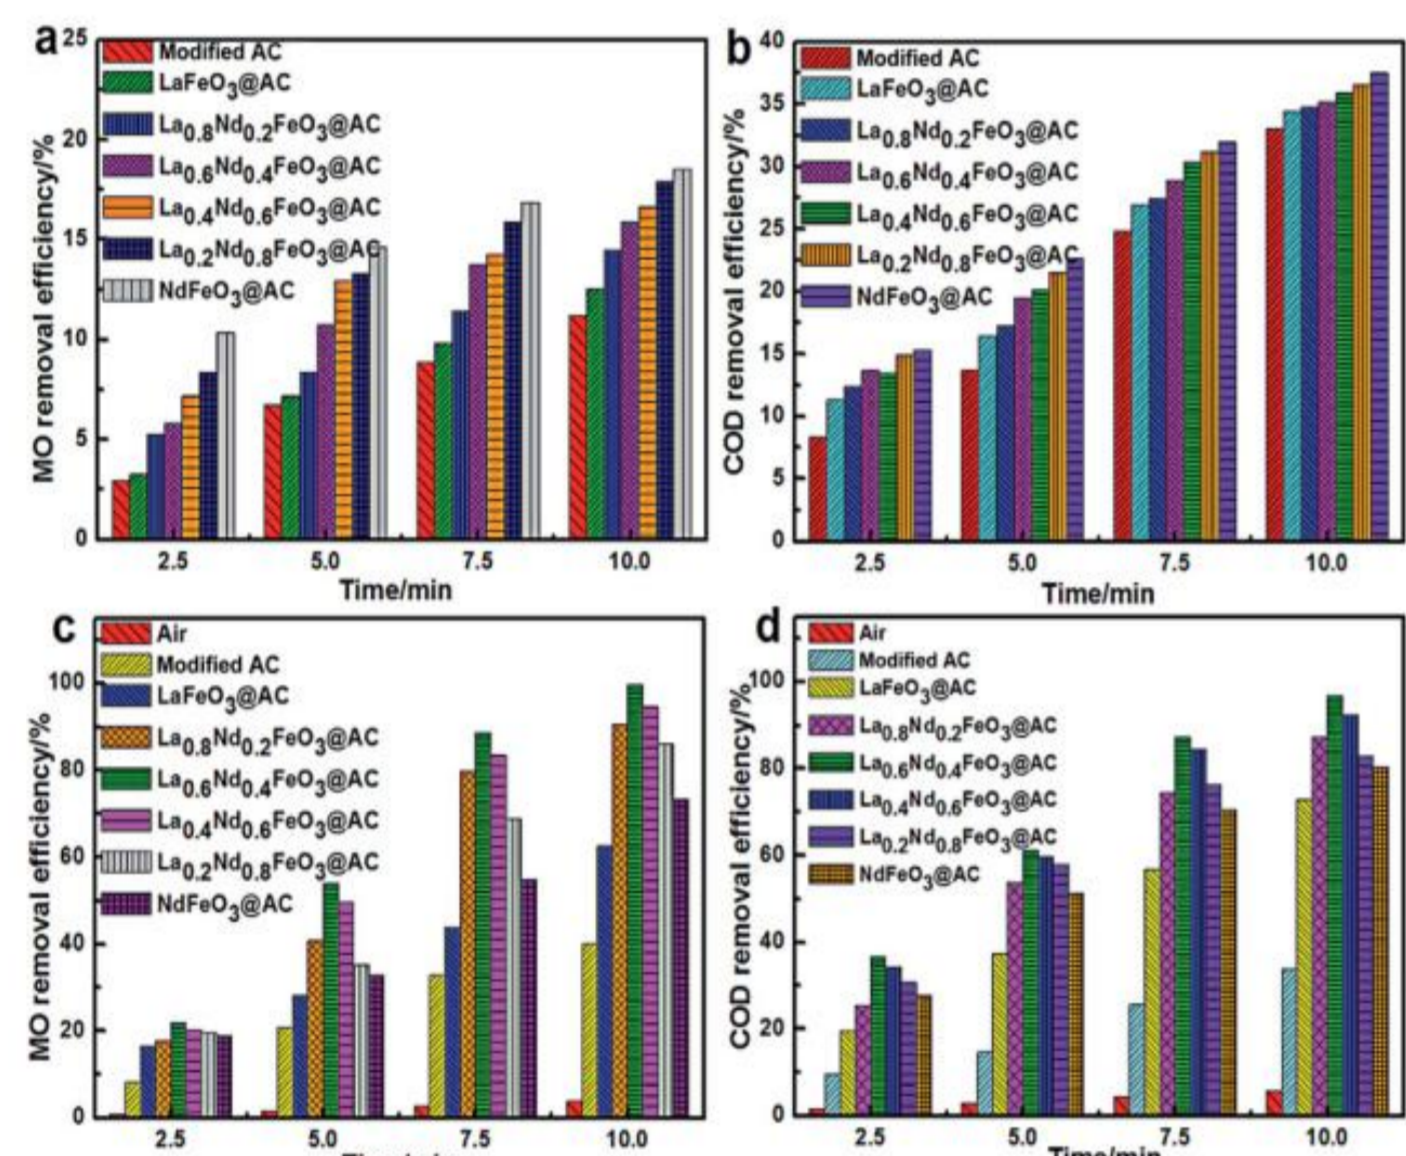 a
25
20
15
10
5
0
MO removal efficiency/%
Modified AC
LaFeO3@AC
La0.8Nd0.2FeO3@AC
La0.6Nd0.4FeO3@AC
La0.4Nd0.6FeO3@AC
La0.2Nd0.8FeO3@AC
NdFeO3@AC
2.5 5.0 7.5 10.0
Time/min
b
40
35
30
25
20
15
10
5
0
COD removal efficiency/%
Modified AC
LaFeO3@AC
La0.8Nd0.2FeO3@AC
La0.6Nd0.4FeO3@AC
La0.4Nd0.6FeO3@AC
La0.2Nd0.8FeO3@AC
NdFeO3@AC
2.5 5.0 7.5 10.0
Time/min
c
100
80
60
40
20
0
MO removal efficiency/%
Air
Modified AC
LaFeO3@AC
La0.8Nd0.2FeO3@AC
La0.6Nd0.4FeO3@AC
La0.4Nd0.6FeO3@AC
La0.2Nd0.8FeO3@AC
NdFeO3@AC
2.5 5.0 7.5 10.0
d
100
80
60
40
20
0
COD removal efficiency/%
Air
Modified AC
LaFeO3@AC
La0.8Nd0.2FeO3@AC
La0.6Nd0.4FeO3@AC
La0.4Nd0.6FeO3@AC
La0.2Nd0.8FeO3@AC
NdFeO3@AC
2.5 5.0 7.5 10.0
Time/min